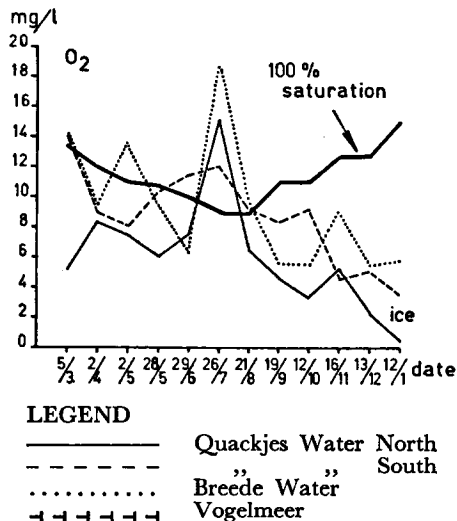 mg/l
20
18
16
14
12
10
8
6
4
2
0
O₂
100 %
saturation
ice
5/3 2/4 2/5 28/5 29/6 26/7 21/8 19/9 12/10 16/11 13/12 12/1 date
LEGEND
Quackjes Water North
„ „ South
Breede Water
Vogelmeer